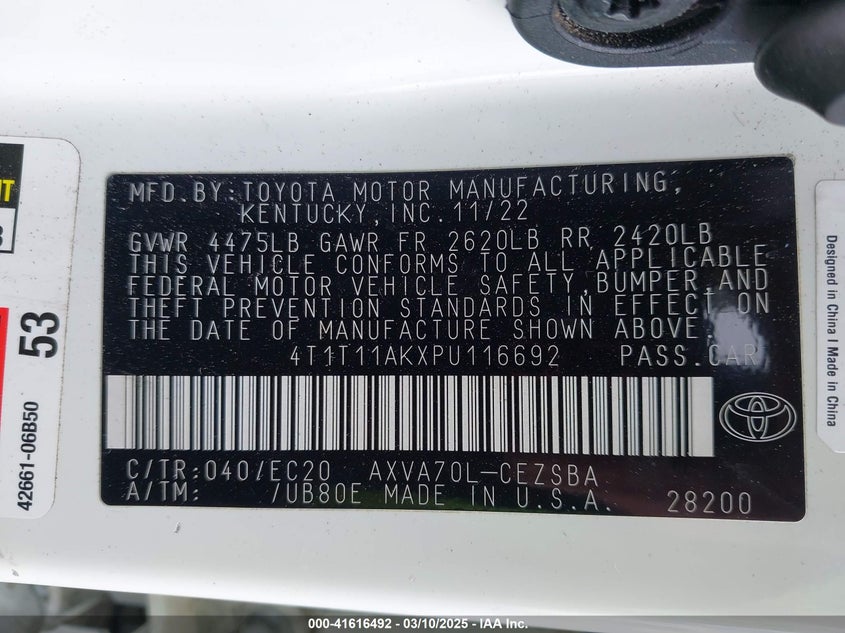 MFD.BY:TOYOTA MOTOR MANUFACTURING,
KENTUCKY,INC.11/22
GVWR 4475LB GAWR FR 2620LB RR 2420LB
THIS VEHICLE CONFORMS TO ALL APPLICABLE
FEDERAL MOTOR VEHICLE SAFETY,BUMPER,AND
THEFT PREVENTION STANDARDS IN EFFECT ON
THE DATE OF MANUFACTURE SHOWN ABOVE.
4T1T11AKXPU116692 PASS.CAR
C/TR:040/EC20 AXVA70L-CEZSBA
A/TM: /UB80E MADE IN U.S.A. 28200
53
42661-06B50
Designed in China I Made in China
000-41616492 — 03/10/2025 - IAA Inc.